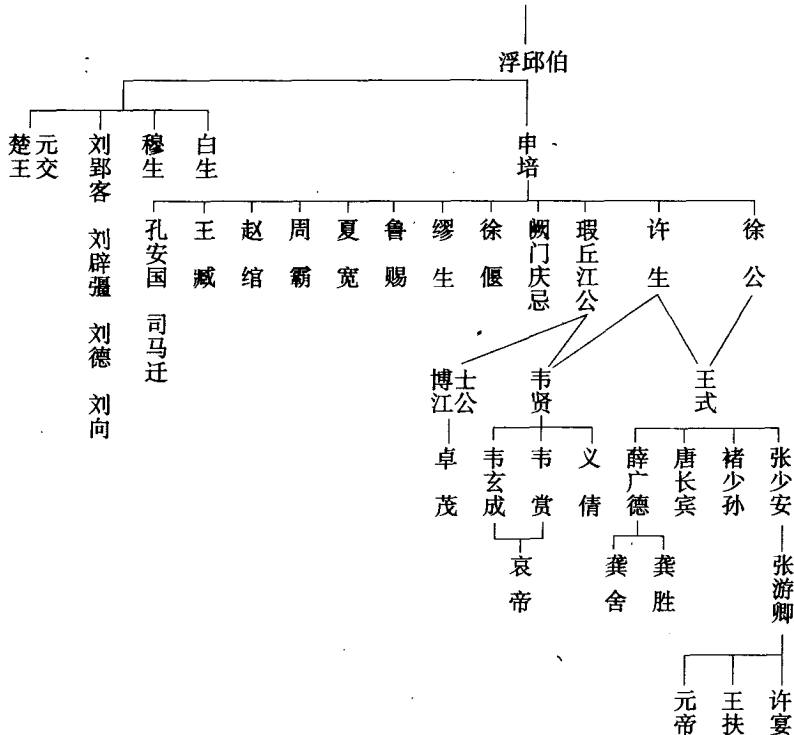 浮邱伯
楚元王交
刘郢客 刘辟疆 刘德 刘向
穆生
白生
申培
孔安国 司马迁
王臧
赵绾
周霸
夏宽
鲁赐
缪生
徐偃
阙门庆忌
瑕丘江公
许生
徐公
博士江公
韦贤
王式
卓茂
韦玄成
韦赏
义倩
薛广德
唐长宾
褚少孙
张少安
哀帝
龚舍
龚胜
张游卿
元帝
王扶
许宴